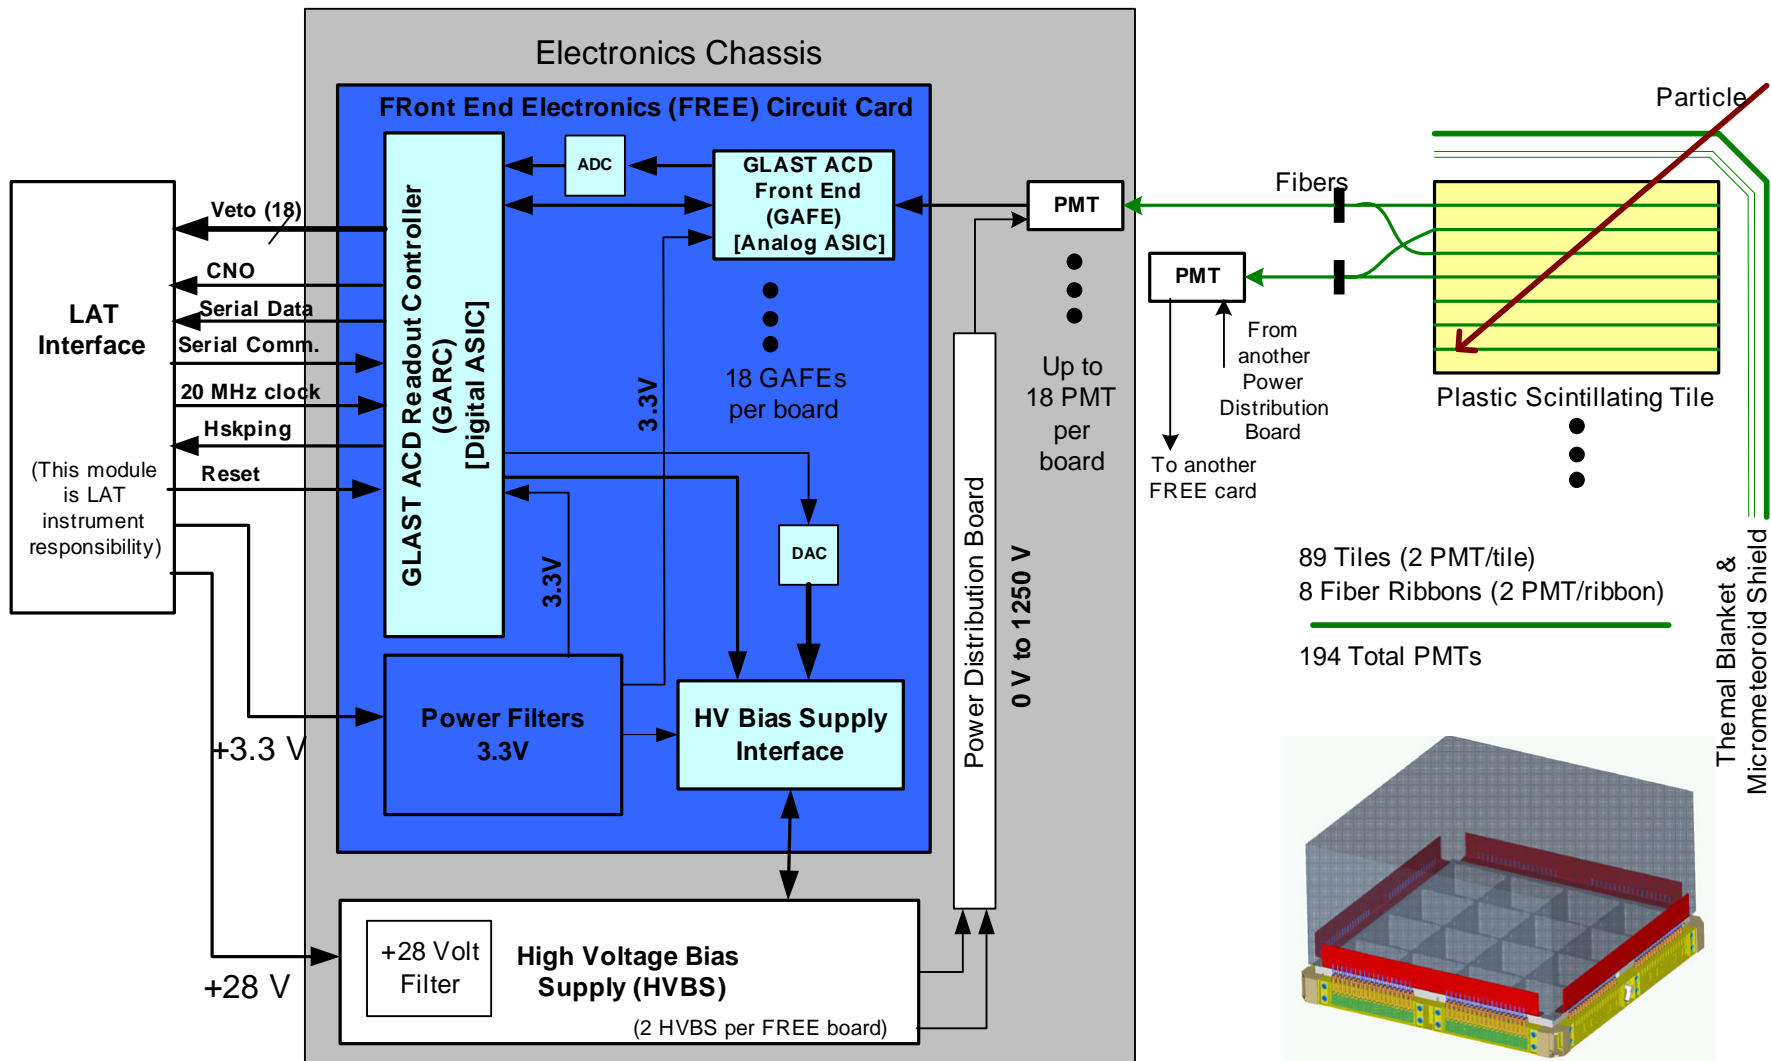 Electronics Chassis
FRont End Electronics (FREE) Circuit Card
GLAST ACD Readout Controller
(GARC)
[Digital ASIC]
ADC
GLAST ACD
Front End
(GAFE)
[Analog ASIC]
18 GAFEs
per board
3.3V
3.3V
DAC
Power Filters
3.3V
HV Bias Supply
Interface
LAT
Interface
(This module
is LAT
instrument
responsibility)
Veto (18)
CNO
Serial Data
Serial Comm.
20 MHz clock
Hskping
Reset
+3.3 V
+28 V
+28 Volt
Filter
High Voltage Bias
Supply (HVBS)
(2 HVBS per FREE board)
Power Distribution Board
0 V to 1250 V
PMT
Up to
18 PMT
per
board
PMT
To another
FREE card
From
another
Power
Distribution
Board
Fibers
Particle
Plastic Scintillating Tile
Thermal Blanket &
Micrometeoroid Shield
89 Tiles (2 PMT/tile)
8 Fiber Ribbons (2 PMT/ribbon)
194 Total PMTs